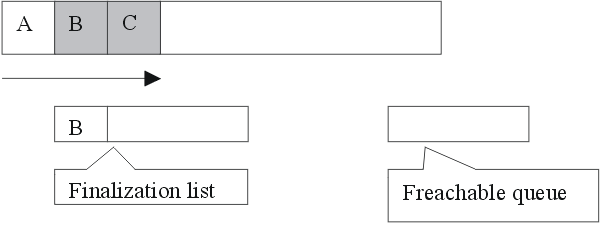 A B C
B
Finalization list
Freachable queue